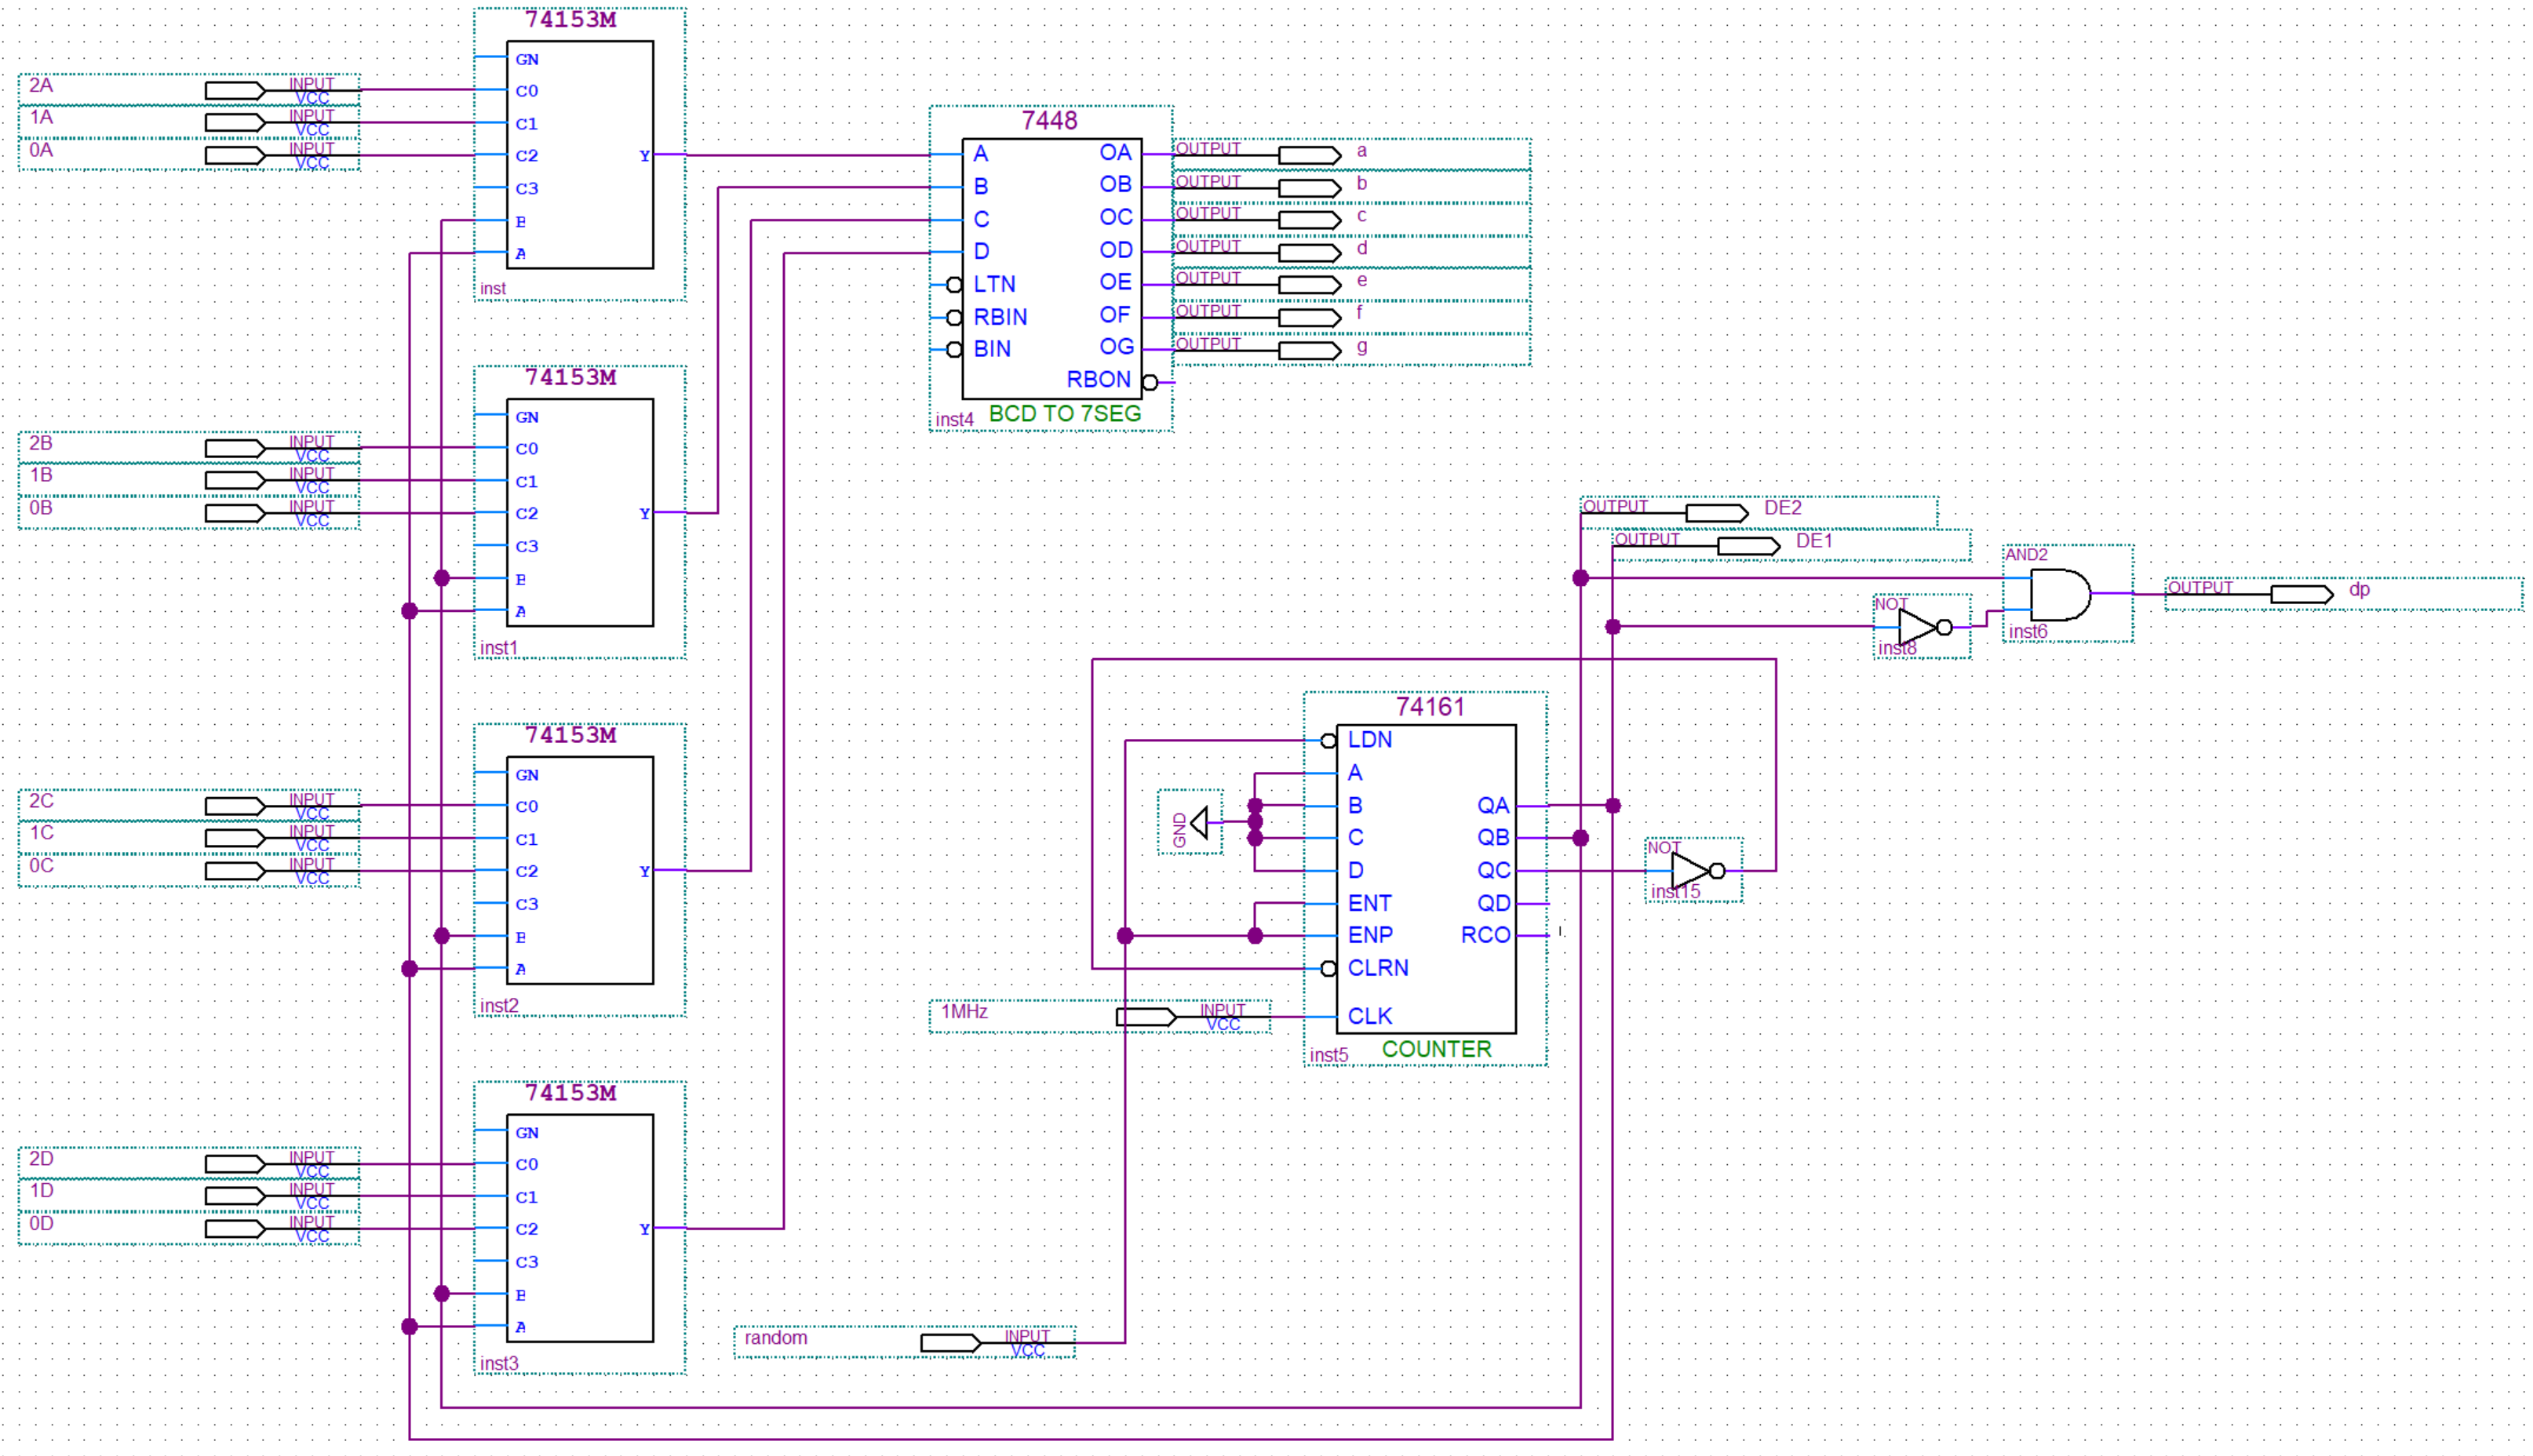 74153M
GN
C0
C1
C2
C3
B
A
Y
inst
2A
INPUT
VCC
1A
INPUT
VCC
0A
INPUT
VCC
7448
A
B
C
D
LTN
RBIN
BIN
OA
OB
OC
OD
OE
OF
OG
RBON
inst4
BCD TO 7SEG
OUTPUT a
OUTPUT b
OUTPUT c
OUTPUT d
OUTPUT e
OUTPUT f
OUTPUT g
74153M
GN
C0
C1
C2
C3
B
A
Y
inst1
2B
INPUT
VCC
1B
INPUT
VCC
0B
INPUT
VCC
OUTPUT DE2
OUTPUT DE1
AND2
inst6
NOT
inst8
OUTPUT dp
74153M
GN
C0
C1
C2
C3
B
A
Y
inst2
2C
INPUT
VCC
1C
INPUT
VCC
0C
INPUT
VCC
74161
LDN
A
B
C
D
ENT
ENP
CLRN
CLK
QA
QB
QC
QD
RCO
inst5
COUNTER
GND
NOT
inst15
1MHz
INPUT
VCC
74153M
GN
C0
C1
C2
C3
B
A
Y
inst3
2D
INPUT
VCC
1D
INPUT
VCC
0D
INPUT
VCC
random
INPUT
VCC